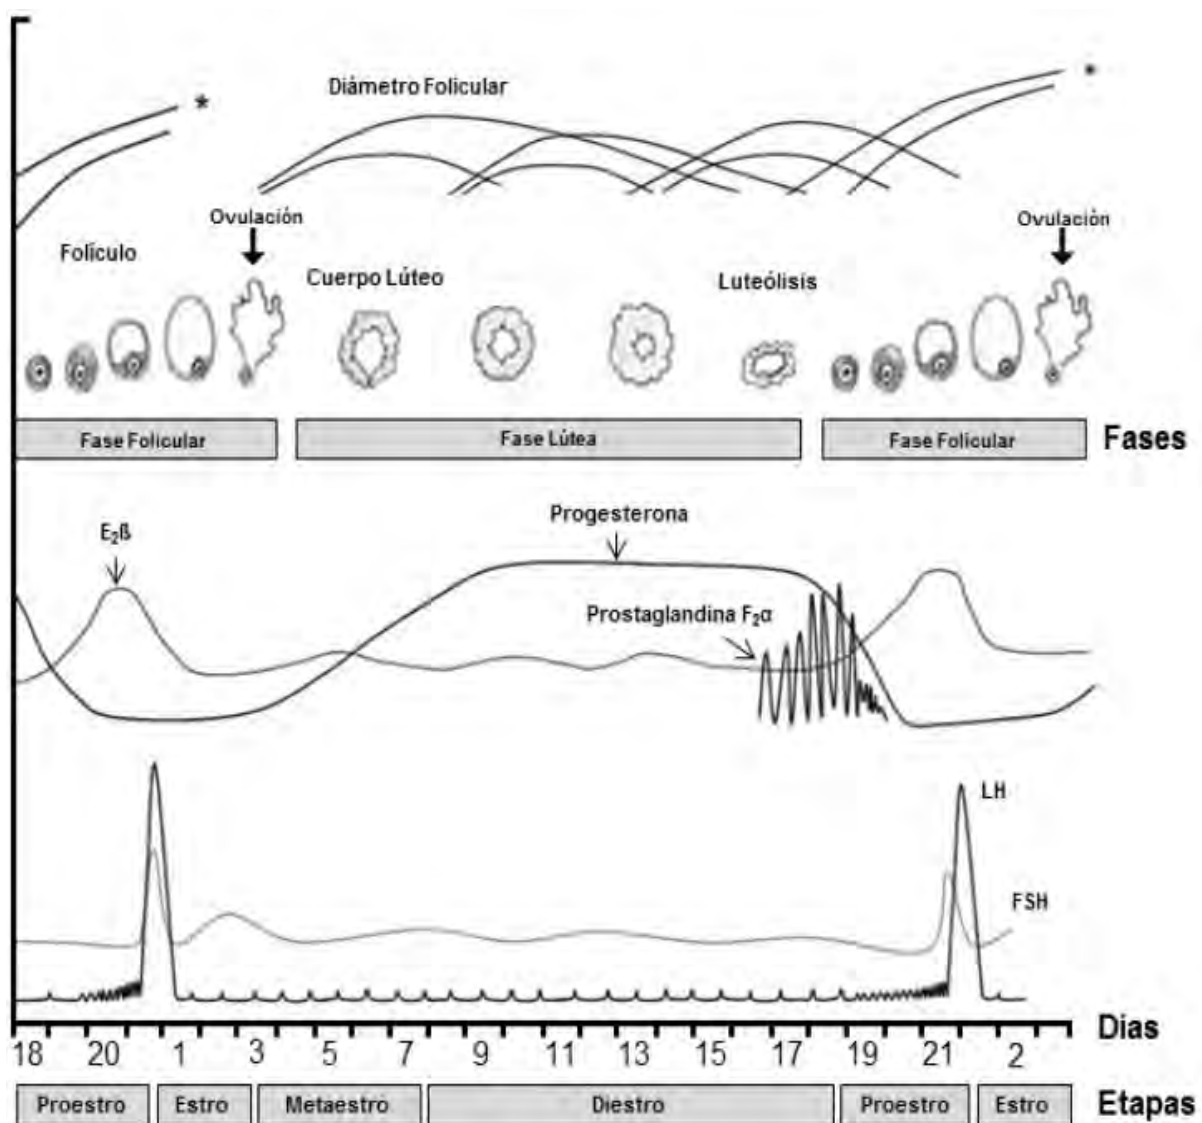 *
Diámetro Folicular
*
Ovulación
Ovulación
Folículo
Cuerpo Lúteo
Luteólisis
Fase Folicular
Fase Lútea
Fase Folicular
Fases
Progesterona
E₂ß
Prostaglandina F₂α
LH
FSH
Dias
18 20 1 3 5 7 9 11 13 15 17 19 21 2
Proestro
Estro
Metaestro
Diestro
Proestro
Estro
Etapas